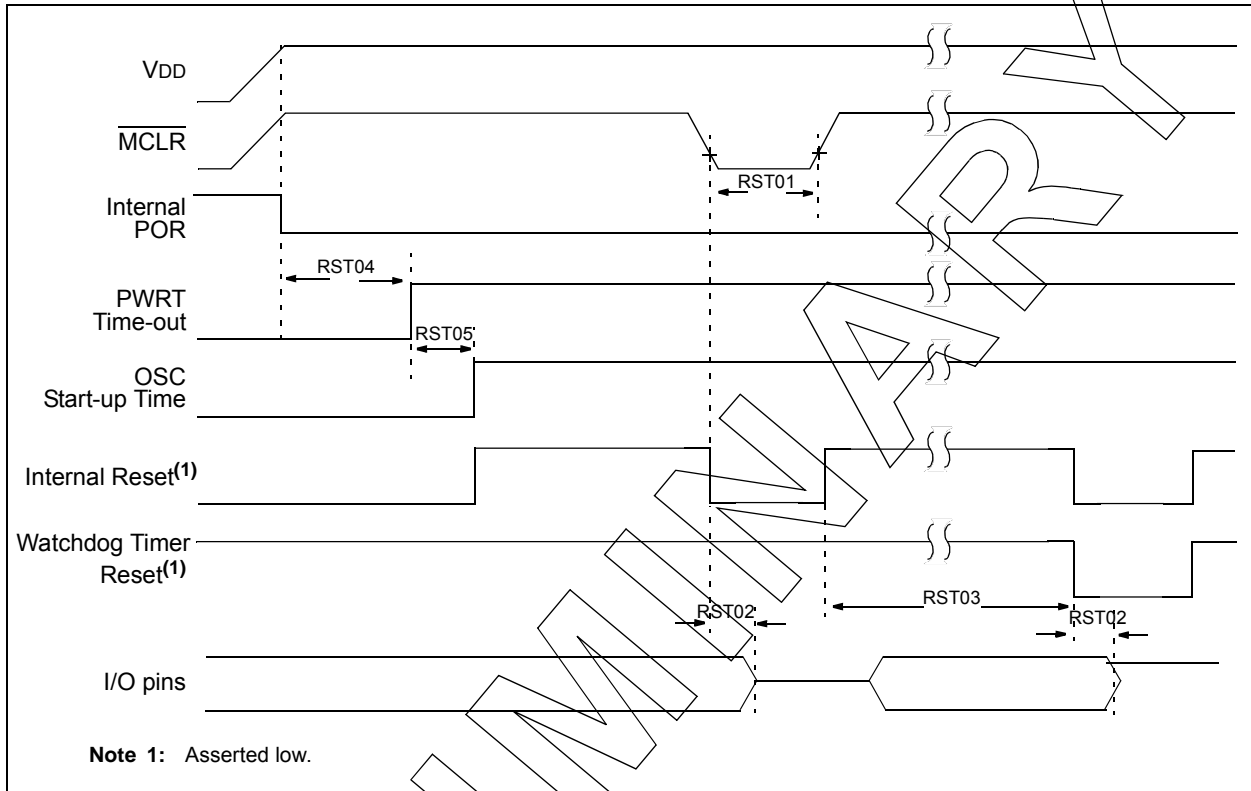 VDD
MCLR
RST01
Internal
POR
RST04
PWRT
Time-out
RST05
OSC
Start-up Time
Internal Reset(1)
Watchdog Timer
Reset(1)
RST03
RST02
RST02
I/O pins
Note 1: Asserted low.